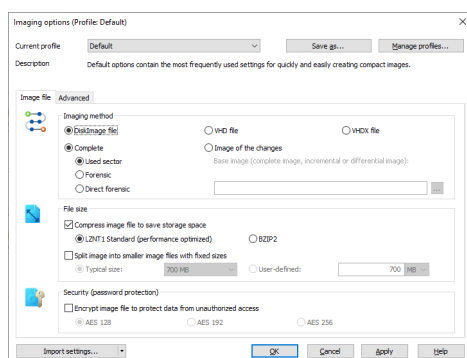 Imaging options (Profile: Default)
Current profile
Default
Save as...
Manage profiles...
Description
Default options contain the most frequently used settings for quickly and easily creating compact images.
Image file
Advanced
Imaging method
DiskImage file
VHD file
VHDX file
Complete
Image of the changes
Used sector
Base image (complete image, incremental or differential image):
Forensic
Direct forensic
...
File size
Compress image file to save storage space
LZNT1 Standard (performance optimized)
BZIP2
Split image into smaller image files with fixed sizes
Typical size:
700 MB
User-defined:
700
MB
Security (password protection)
Encrypt image file to protect data from unauthorized access
AES 128
AES 192
AES 256
Import settings...
OK
Cancel
Apply
Help